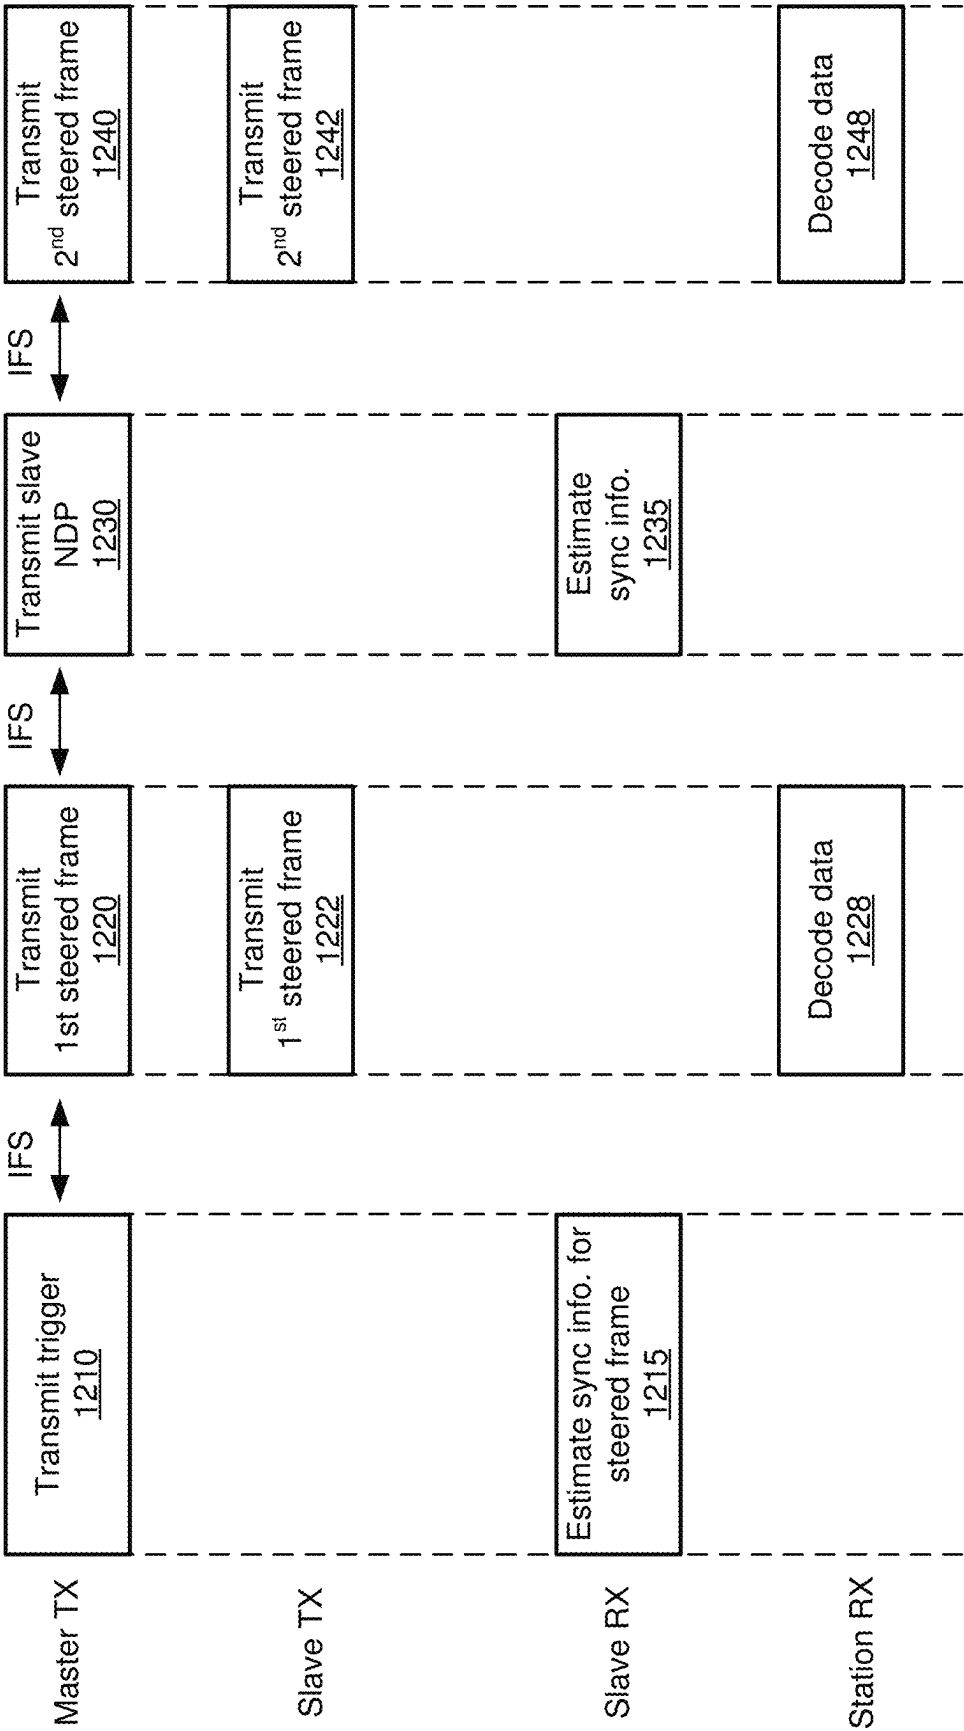 Master TX
Transmit trigger
1210
IFS
Transmit
1st steered frame
1220
IFS
Transmit slave
NDP
1230
IFS
Transmit
2nd steered frame
1240
Slave TX
Transmit
1st steered frame
1222
Transmit
2nd steered frame
1242
Slave RX
Estimate sync info. for
steered frame
1215
Estimate
sync info.
1235
Station RX
Decode data
1228
Decode data
1248